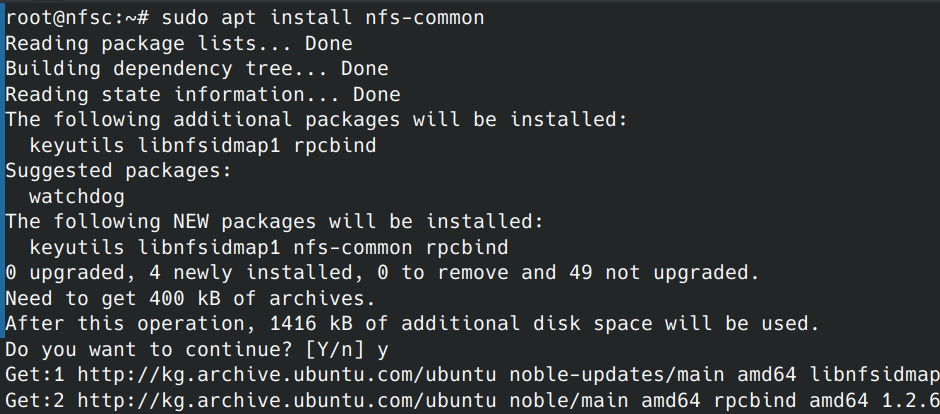 root@nfsc:~# sudo apt install nfs-common
Reading package lists... Done
Building dependency tree... Done
Reading state information... Done
The following additional packages will be installed:
  keyutils libnfsidmap1 rpcbind
Suggested packages:
  watchdog
The following NEW packages will be installed:
  keyutils libnfsidmap1 nfs-common rpcbind
0 upgraded, 4 newly installed, 0 to remove and 49 not upgraded.
Need to get 400 kB of archives.
After this operation, 1416 kB of additional disk space will be used.
Do you want to continue? [Y/n] y
Get:1 http://kg.archive.ubuntu.com/ubuntu noble-updates/main amd64 libnfsidmap
Get:2 http://kg.archive.ubuntu.com/ubuntu noble/main amd64 rpcbind amd64 1.2.6